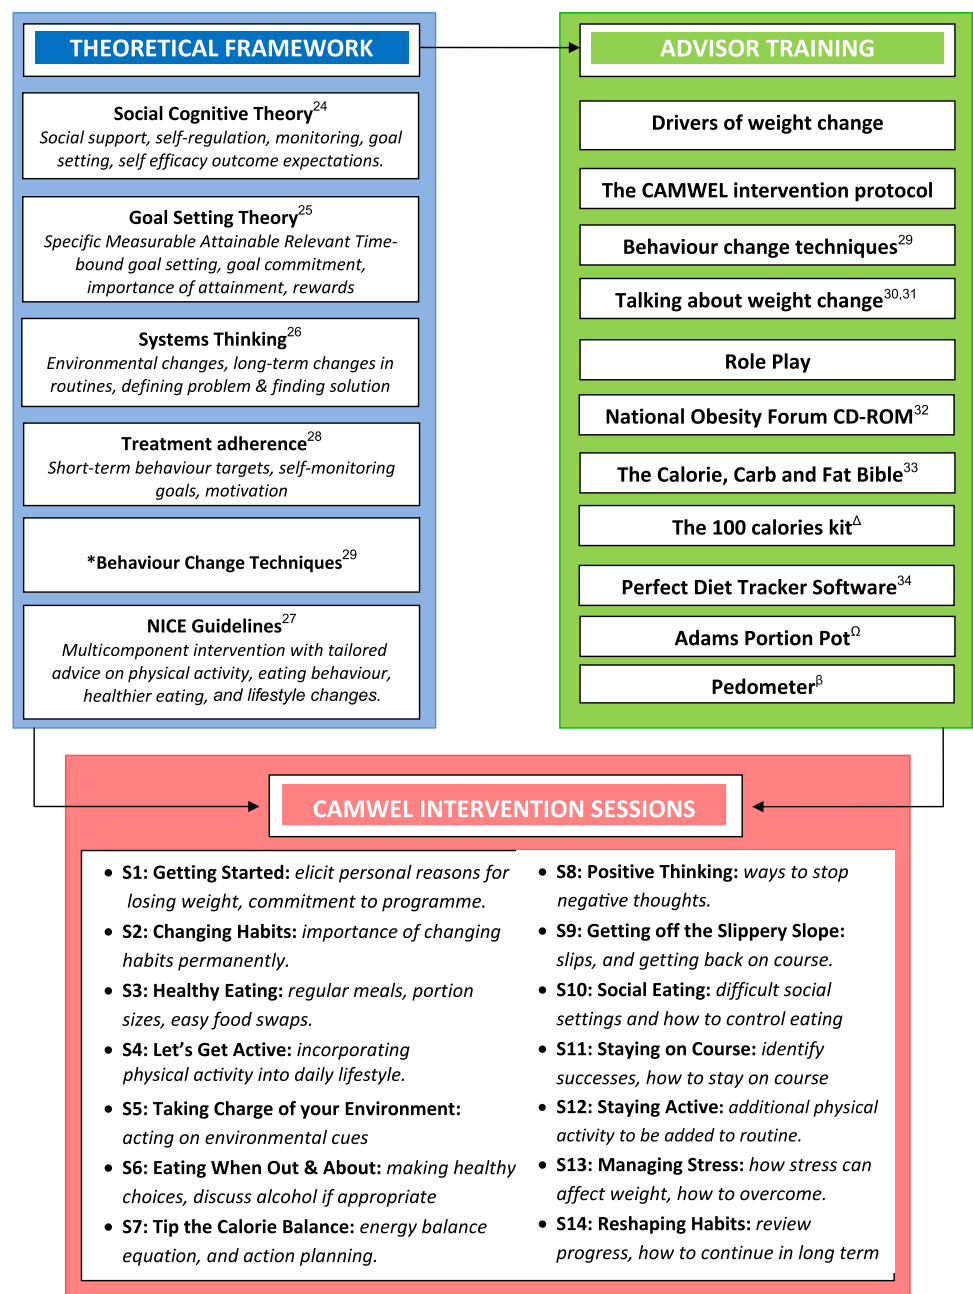 THEORETICAL FRAMEWORK
Social Cognitive Theory24
Social support, self-regulation, monitoring, goal
setting, self efficacy outcome expectations.
Goal Setting Theory25
Specific Measurable Attainable Relevant Time-
bound goal setting, goal commitment,
importance of attainment, rewards
Systems Thinking26
Environmental changes, long-term changes in
routines, defining problem & finding solution
Treatment adherence28
Short-term behaviour targets, self-monitoring
goals, motivation
*Behaviour Change Techniques29
NICE Guidelines27
Multicomponent intervention with tailored
advice on physical activity, eating behaviour,
healthier eating, and lifestyle changes.
ADVISOR TRAINING
Drivers of weight change
The CAMWEL intervention protocol
Behaviour change techniques29
Talking about weight change30,31
Role Play
National Obesity Forum CD-ROM32
The Calorie, Carb and Fat Bible33
The 100 calories kitΔ
Perfect Diet Tracker Software34
Adams Portion PotΩ
Pedometerβ
CAMWEL INTERVENTION SESSIONS
• S1: Getting Started: elicit personal reasons for
losing weight, commitment to programme.
• S2: Changing Habits: importance of changing
habits permanently.
• S3: Healthy Eating: regular meals, portion
sizes, easy food swaps.
• S4: Let’s Get Active: incorporating
physical activity into daily lifestyle.
• S5: Taking Charge of your Environment:
acting on environmental cues
• S6: Eating When Out & About: making healthy
choices, discuss alcohol if appropriate
• S7: Tip the Calorie Balance: energy balance
equation, and action planning.
• S8: Positive Thinking: ways to stop
negative thoughts.
• S9: Getting off the Slippery Slope:
slips, and getting back on course.
• S10: Social Eating: difficult social
settings and how to control eating
• S11: Staying on Course: identify
successes, how to stay on course
• S12: Staying Active: additional physical
activity to be added to routine.
• S13: Managing Stress: how stress can
affect weight, how to overcome.
• S14: Reshaping Habits: review
progress, how to continue in long term